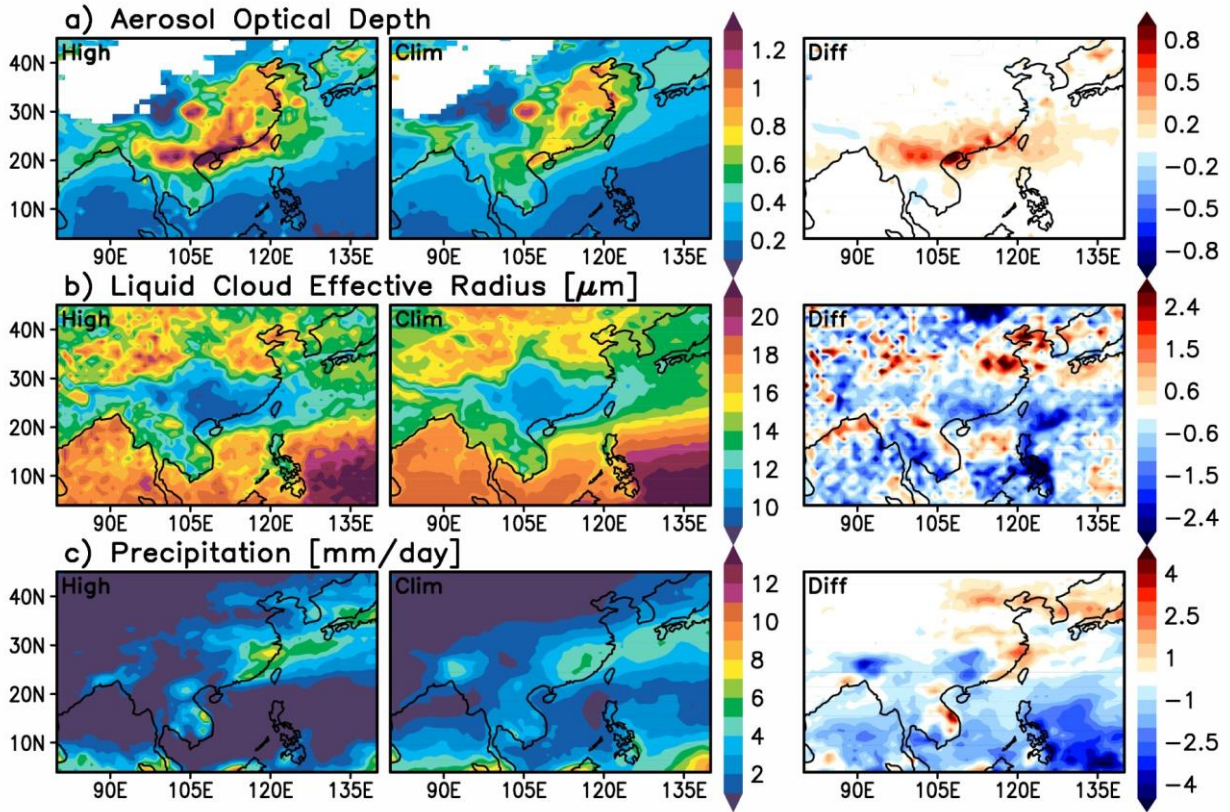 a) Aerosol Optical Depth
High Clim Diff
40N
30N
20N
10N
90E 105E 120E 135E 90E 105E 120E 135E 90E 105E 120E 135E
1.2
1
0.8
0.6
0.4
0.2
0.8
0.5
0.2
−0.2
−0.5
−0.8
b) Liquid Cloud Effective Radius [μm]
High Clim Diff
40N
30N
20N
10N
90E 105E 120E 135E 90E 105E 120E 135E 90E 105E 120E 135E
20
18
16
14
12
10
2.4
1.5
0.6
−0.6
−1.5
−2.4
c) Precipitation [mm/day]
High Clim Diff
40N
30N
20N
10N
90E 105E 120E 135E 90E 105E 120E 135E 90E 105E 120E 135E
12
10
8
6
4
2
4
2.5
1
−1
−2.5
−4